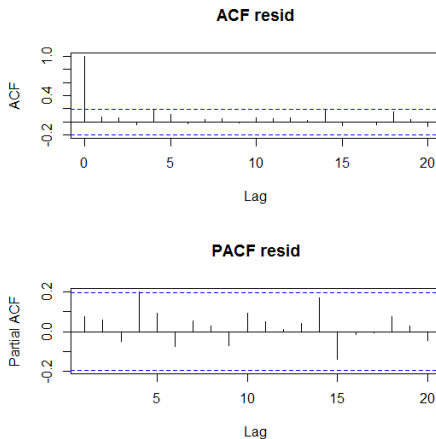 ACF resid
ACF
1.0
0.4
-0.2
0 5 10 15 20
Lag
PACF resid
Partial ACF
0.2
0.0
-0.2
5 10 15 20
Lag